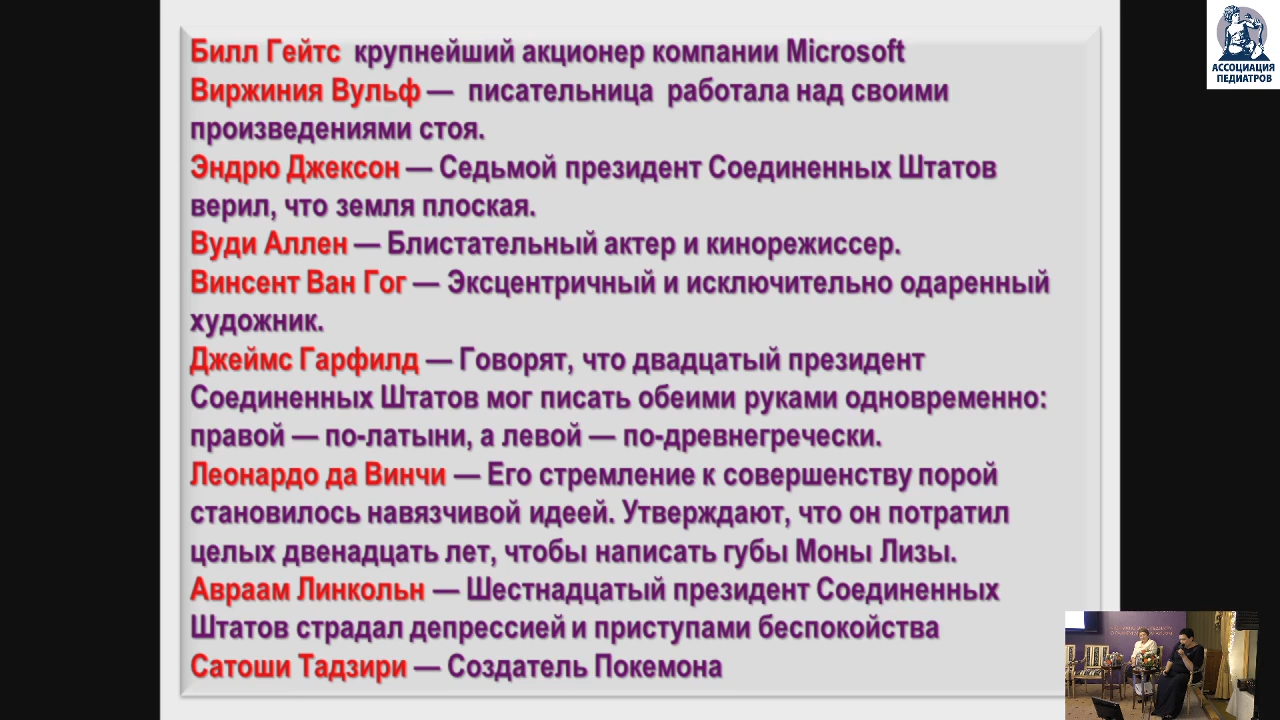 Билл Гейтс крупнейший акционер компании Microsoft
Виржиния Вульф — писательница работала над своими
произведениями стоя.
Эндрю Джексон — Седьмой президент Соединенных Штатов
верил, что земля плоская.
Вуди Аллен — Блистательный актер и кинорежиссер.
Винсент Ван Гог — Эксцентричный и исключительно одаренный
художник.
Джеймс Гарфилд — Говорят, что двадцатый президент
Соединенных Штатов мог писать обеими руками одновременно:
правой — по-латыни, а левой — по-древнегречески.
Леонардо да Винчи — Его стремление к совершенству порой
становилось навязчивой идеей. Утверждают, что он потратил
целых двенадцать лет, чтобы написать губы Моны Лизы.
Авраам Линкольн — Шестнадцатый президент Соединенных
Штатов страдал депрессией и приступами беспокойства
Сатоши Тадзири — Создатель Покемона
АССОЦИАЦИЯ
ПЕДИАТРОВ